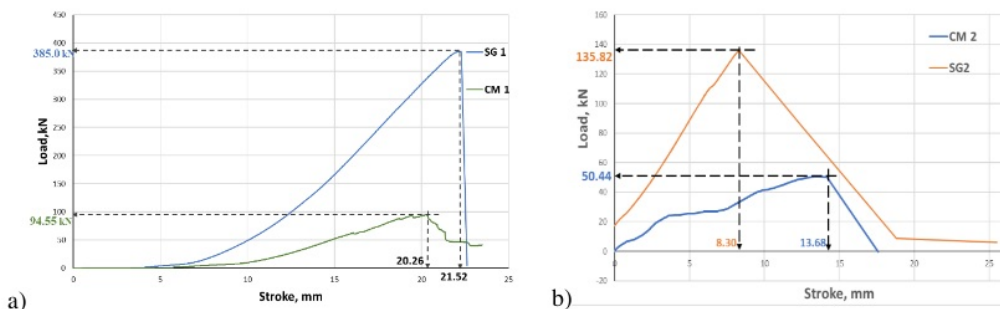 450
400
385.0 kN
350
300
250
200
150
100
94.55 kN
50
0
0 5 10 15 20 25
Load,kN
Stroke, mm
SG 1
CM 1
20.26
21.52
a)
160
140
135.82
120
100
80
60
50.44
40
20
0
-20
0 5 10 15 20 25
Load, kN
Stroke, mm
CM 2
SG2
8.30
13.68
b)